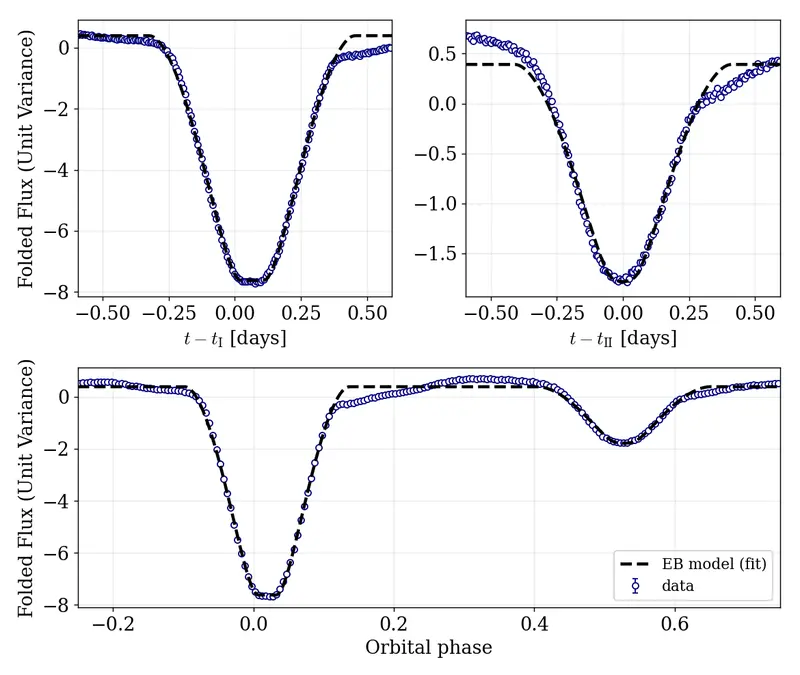 Folded Flux (Unit Variance)
0
−2
−4
−6
−8
−0.50 −0.25 0.00 0.25 0.50
t − t_I [days]
0.5
0.0
−0.5
−1.0
−1.5
−0.50 −0.25 0.00 0.25 0.50
t − t_II [days]
Folded Flux (Unit Variance)
0
−2
−4
−6
−8
−0.2 0.0 0.2 0.4 0.6
Orbital phase
EB model (fit)
data